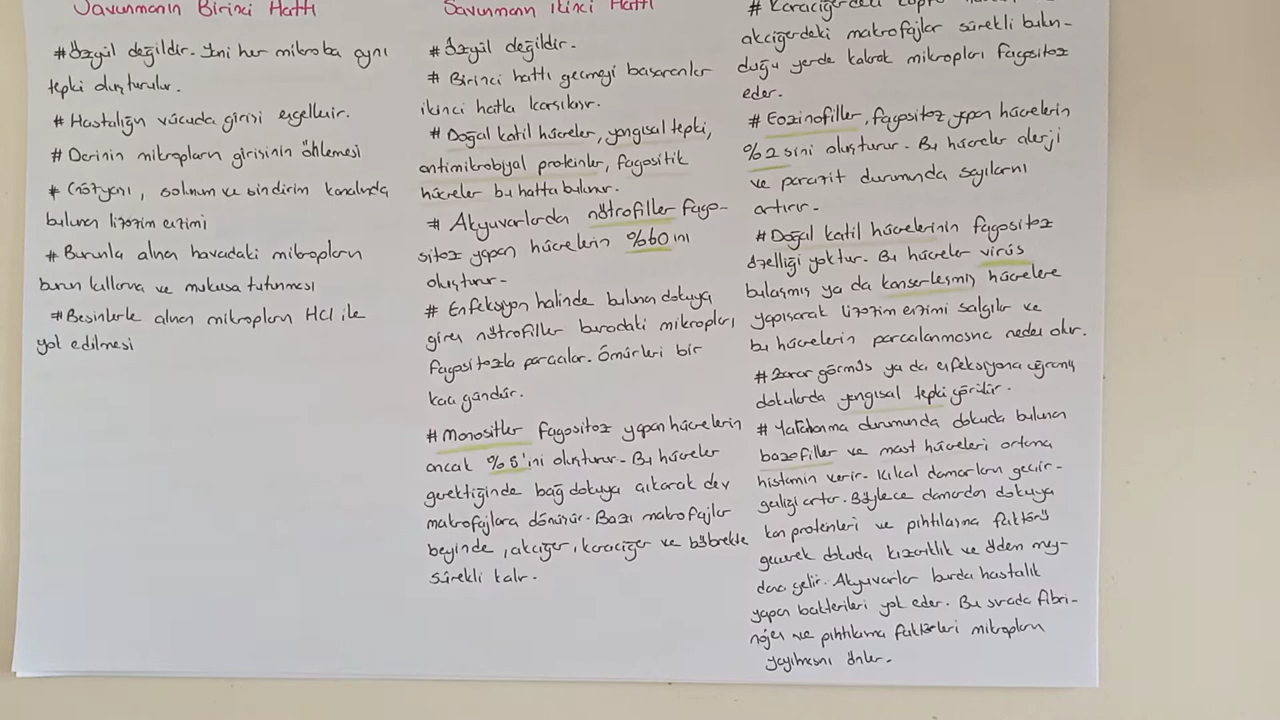 Savunmanın Birinci Hattı
#Özgül değildir. Yani her mikroba aynı
tepki oluşturulur.
#Hastalığın vücuda girişi engellenir.
#Derinin mikropların girişinin önlemesi
# Gözyaşı, solunum ve sindirim kanalında
bulunan lizozim enzimi
#Burunla alınan havadaki mikropların
burun kıllarına ve mukusa tutunması
#Besinlerle alınan mikropların HCl ile
yok edilmesi
Savunmanın İkinci Hattı
# Özgül değildir.
# Birinci hattı geçmeyi başaranlar
ikinci hatla karşılaşır.
#Doğal katil hücreler, yangısal tepki,
antimikrobiyal proteinler, fagositik
hücreler bu hatta bulunur.
# Akyuvarlarda nötrofiller fago-
sitoz yapan hücrelerin %60 ını
oluşturur.
# Enfeksiyon halinde bulunan dokuya
giren nötrofiller buradaki mikropları
fagositozla parçalar. Ömürleri bir
kaç gündür.
#Monositler fagositoz yapan hücrelerin
ancak %5'ini oluşturur. Bu hücreler
gerektiğinde bağ dokuya çıkarak dev
makrofajlara dönüşür. Bazı makrofajlar
beyinde, akciğer, karaciğer ve böbrekte
sürekli kalır.
# Karaciğerdeki
akciğerdeki makrofajlar sürekli bulun-
duğu yerde kalarak mikropları fagositoz
eder.
# Eozinofiller, fagositoz yapan hücrelerin
%2 sini oluşturur. Bu hücreler alerji
ve parazit durumunda sayılarını
artırır.
#Doğal katil hücrelerinin fagositoz
özelliği yoktur. Bu hücreler virüs
bulaşmış ya da kanserleşmiş hücrelere
yapışarak lizozim enzimi salgılar ve
bu hücrelerin parçalanmasına neden olur.
#Zarar görmüş ya da enfeksiyona uğramış
dokularda yangısal tepki görülür.
# Yaralanma durumunda dokuda bulunan
bazofiller ve mast hücreleri ortama
histamin verir. Kılcal damarların geçir-
genliği artar. Böylece damardan dokuya
kan proteinleri ve pıhtılaşma faktörü
geçerek dokuda kızarıklık ve ödem mey-
dana gelir. Akyuvarlar burda hastalık
yapan bakterileri yok eder. Bu sırada fibri-
nojen ve pıhtılaşma faktörleri mikropların
yayılmasını önler.